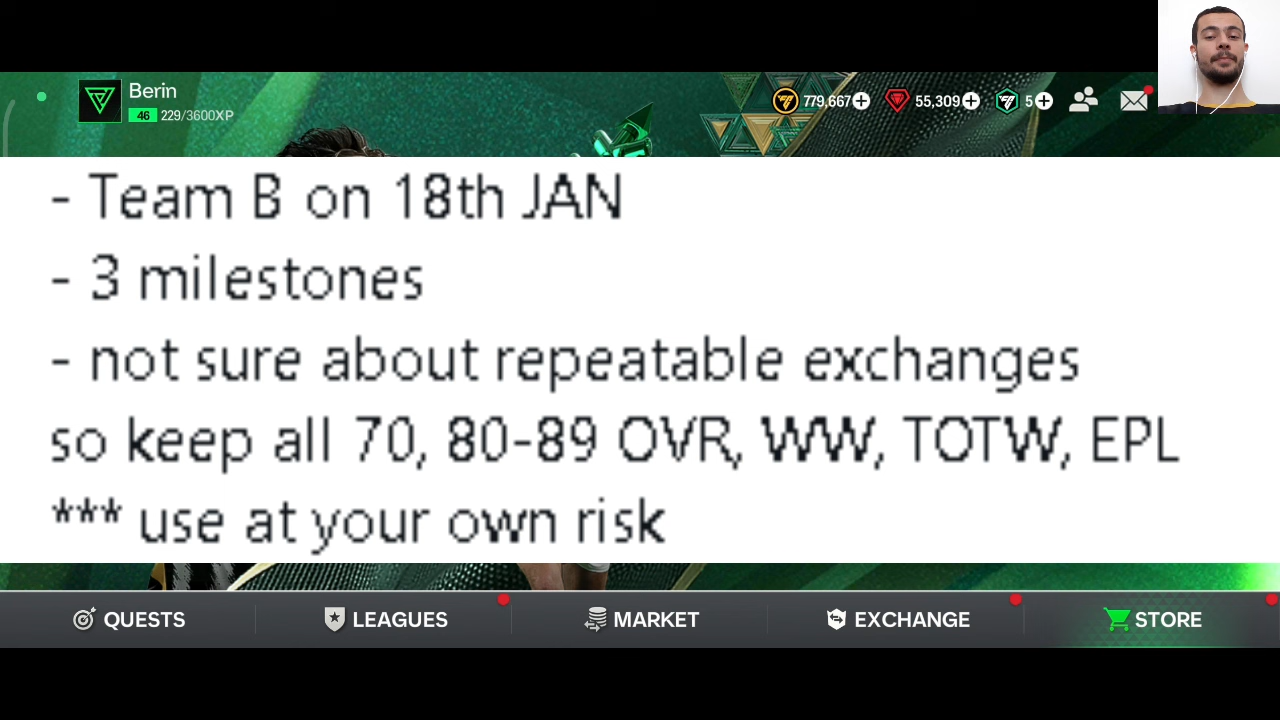 Berin
46 229/3600XP
779,667 55,309 5
- Team B on 18th JAN
- 3 milestones
- not sure about repeatable exchanges
so keep all 70, 80-89 OVR, WW, TOTW, EPL
*** use at your own risk
QUESTS LEAGUES MARKET EXCHANGE STORE